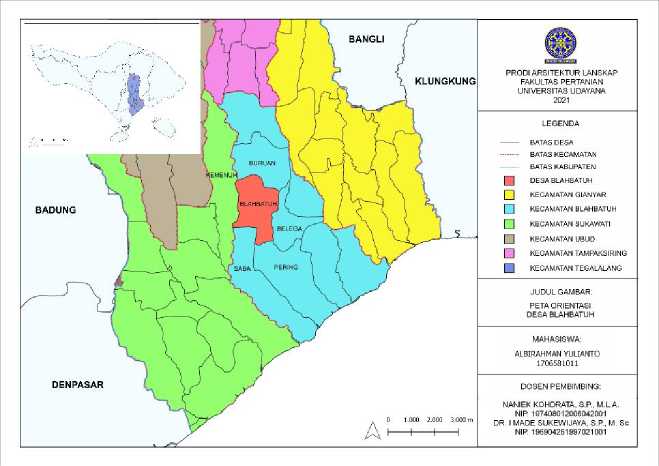 BANGLI
KLUNGKUNG
BURUAN
KEMENUH
BLAHBATUH
BELEGA
SABA
PERING
BADUNG
DENPASAR
0 1.000 2.000 3.000 m
PRODI ARSITEKTUR LANSKAP
FAKULTAS PERTANIAN
UNIVERSITAS UDAYANA
2021
LEGENDA
BATAS DESA
BATAS KECAMATAN
BATAS KABUPATEN
DESA BLAHBATUH
KECAMATAN GIANYAR
KECAMATAN BLAHBATUH
KECAMATAN SUKAWATI
KECAMATAN UBUD
KECAMATAN TAMPAKSIRING
KECAMATAN TEGALALANG
JUDUL GAMBAR:
PETA ORIENTASI
DESA BLAHBATUH
MAHASISWA:
ALBIRAHMAN YULIANTO
1706581011
DOSEN PEMBIMBING:
NANIEK KOHDRATA, S.P., M.L.A.
NIP: 197408012006042001
DR. I MADE SUKEWIJAYA, S.P., M. Sc
NIP: 196904261997021001